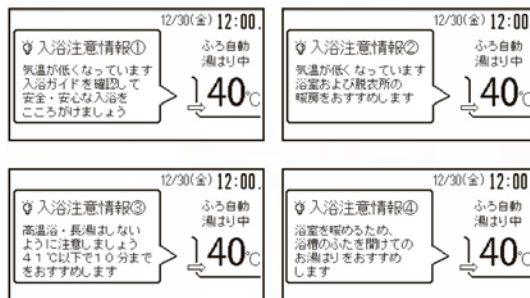 12/30(金) 12:00
入浴注意情報①
気温が低くなっています
入浴ガイドを確認して
安全・安心な入浴を
こころがけましょう
ふろ自動
湯はり中
40℃
12/30(金) 12:00
入浴注意情報②
気温が低くなっています
浴室および脱衣所の
暖房をおすすめします
ふろ自動
湯はり中
40℃
12/30(金) 12:00
入浴注意情報③
高温浴・長湯はしない
ように注意しましょう
41℃以下で10分まで
をおすすめします
ふろ自動
湯はり中
40℃
12/30(金) 12:00
入浴注意情報④
浴室を暖めるため、
浴槽のふたを開けての
お湯はりをおすすめ
します
ふろ自動
湯はり中
40℃